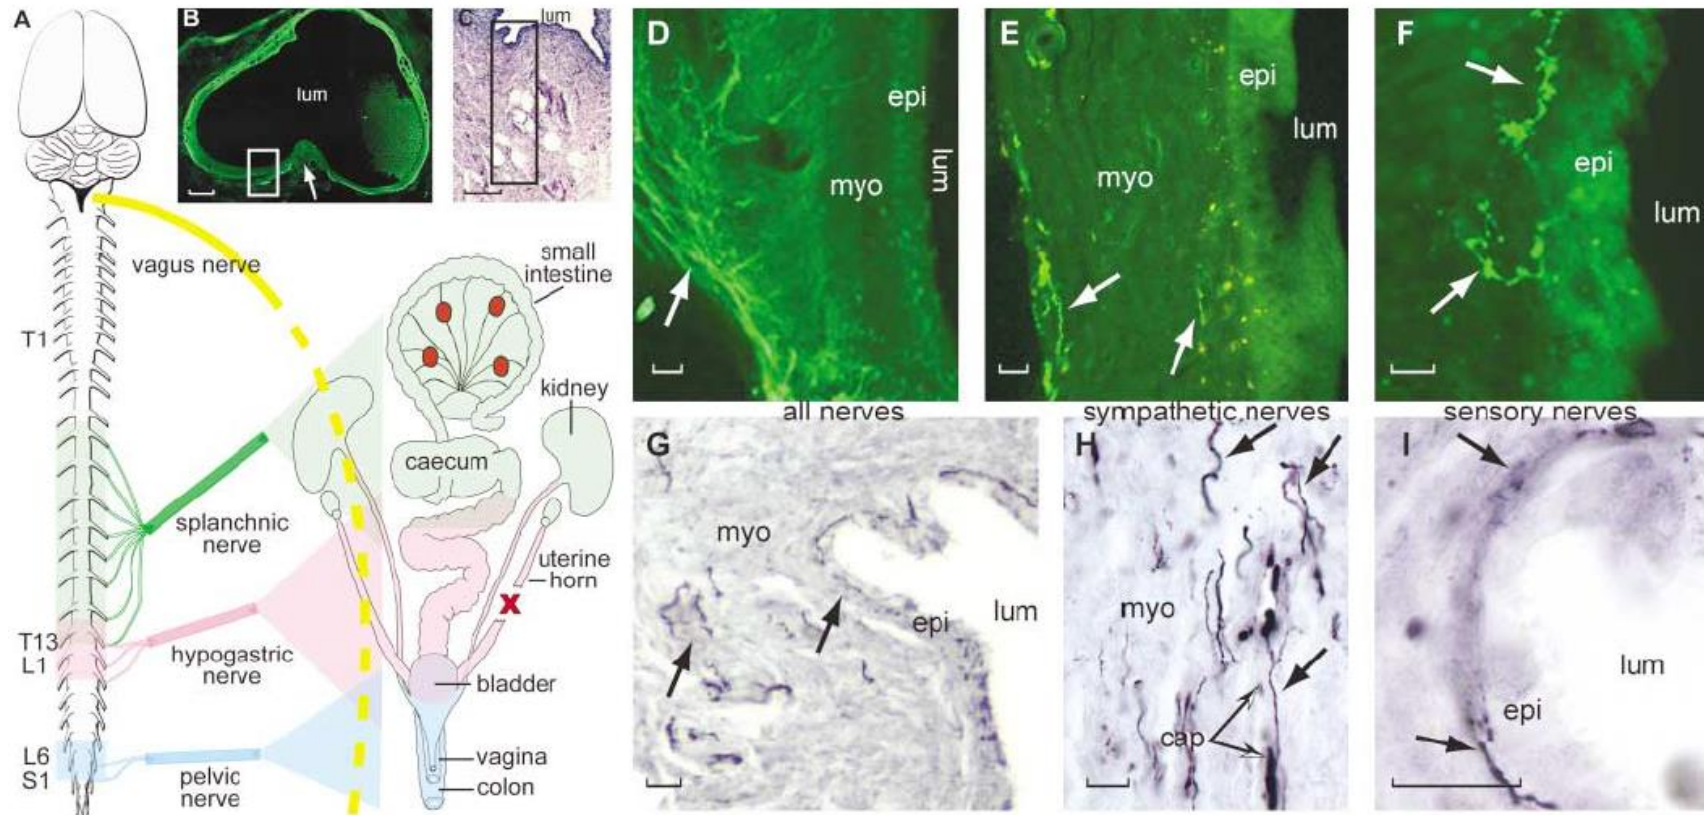 A
vagus nerve
T1
splanchnic
nerve
T13
L1
hypogastric
nerve
L6
S1
pelvic
nerve
small
intestine
kidney
caecum
uterine
horn
X
bladder
vagina
colon
B
lum
C
lum
D
epi
myo
lum
E
epi
lum
myo
F
epi
lum
all nerves
sympathetic nerves
sensory nerves
G
myo
epi
lum
H
myo
cap
I
lum
epi